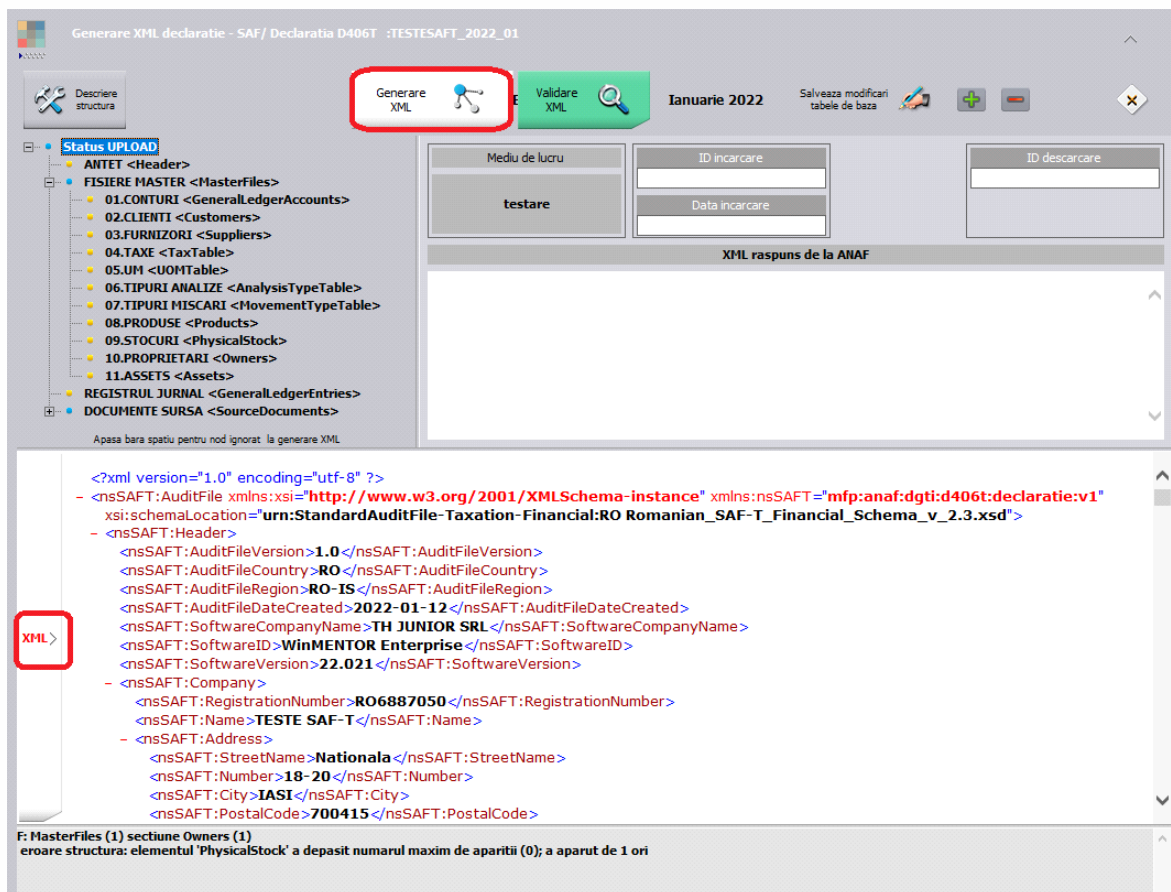 Generare XML declaratie - SAF/ Declaratia D406T :TESTESAFT_2022_01
Descriere
structura
Generare
XML
E
Validare
XML
Ianuarie 2022
Salveaza modificari
tabele de baza
Status UPLOAD
ANTET <Header>
FISIERE MASTER <MasterFiles>
01.CONTURI <GeneralLedgerAccounts>
02.CLIENTI <Customers>
03.FURNIZORI <Suppliers>
04.TAXE <TaxTable>
05.UM <UOMTable>
06.TIPURI ANALIZE <AnalysisTypeTable>
07.TIPURI MISCARI <MovementTypeTable>
08.PRODUSE <Products>
09.STOCURI <PhysicalStock>
10.PROPRIETARI <Owners>
11.ASSETS <Assets>
REGISTRUL JURNAL <GeneralLedgerEntries>
DOCUMENTE SURSA <SourceDocuments>
Apasa bara spatiu pentru nod ignorat la generare XML
Mediu de lucru
testare
ID incarcare
Data incarcare
ID descarcare
XML raspuns de la ANAF
<?xml version="1.0" encoding="utf-8" ?>
- <nsSAFT:AuditFile xmlns:xsi="http://www.w3.org/2001/XMLSchema-instance" xmlns:nsSAFT="mfp:anaf:dgti:d406t:declaratie:v1"
xsi:schemaLocation="urn:StandardAuditFile-Taxation-Financial:RO Romanian_SAF-T_Financial_Schema_v_2.3.xsd">
- <nsSAFT:Header>
<nsSAFT:AuditFileVersion>1.0</nsSAFT:AuditFileVersion>
<nsSAFT:AuditFileCountry>RO</nsSAFT:AuditFileCountry>
<nsSAFT:AuditFileRegion>RO-IS</nsSAFT:AuditFileRegion>
<nsSAFT:AuditFileDateCreated>2022-01-12</nsSAFT:AuditFileDateCreated>
<nsSAFT:SoftwareCompanyName>TH JUNIOR SRL</nsSAFT:SoftwareCompanyName>
<nsSAFT:SoftwareID>WinMENTOR Enterprise</nsSAFT:SoftwareID>
<nsSAFT:SoftwareVersion>22.021</nsSAFT:SoftwareVersion>
- <nsSAFT:Company>
<nsSAFT:RegistrationNumber>RO6887050</nsSAFT:RegistrationNumber>
<nsSAFT:Name>TESTE SAF-T</nsSAFT:Name>
- <nsSAFT:Address>
<nsSAFT:StreetName>Nationala</nsSAFT:StreetName>
<nsSAFT:Number>18-20</nsSAFT:Number>
<nsSAFT:City>IASI</nsSAFT:City>
<nsSAFT:PostalCode>700415</nsSAFT:PostalCode>
XML
F: MasterFiles (1) sectiune Owners (1)
eroare structura: elementul 'PhysicalStock' a depasit numarul maxim de aparitii (0); a aparut de 1 ori